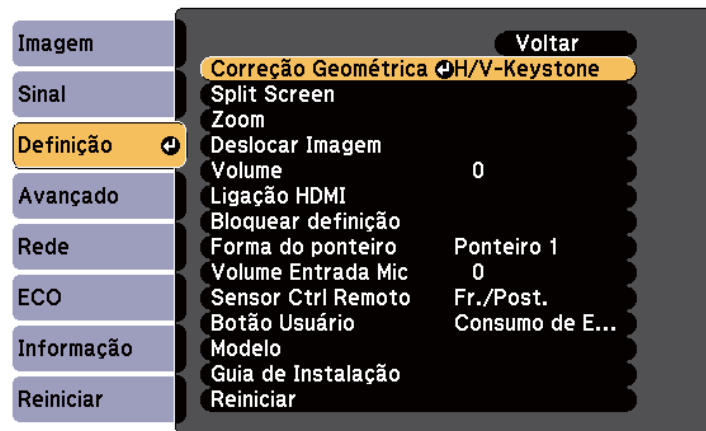 Imagem
Sinal
Definição
Avançado
Rede
ECO
Informação
Reiniciar
Voltar
Correção Geométrica H/V-Keystone
Split Screen
Zoom
Deslocar Imagem
Volume 0
Ligação HDMI
Bloquear definição
Forma do ponteiro Ponteiro 1
Volume Entrada Mic 0
Sensor Ctrl Remoto Fr./Post.
Botão Usuário Consumo de E...
Modelo
Guia de Instalação
Reiniciar